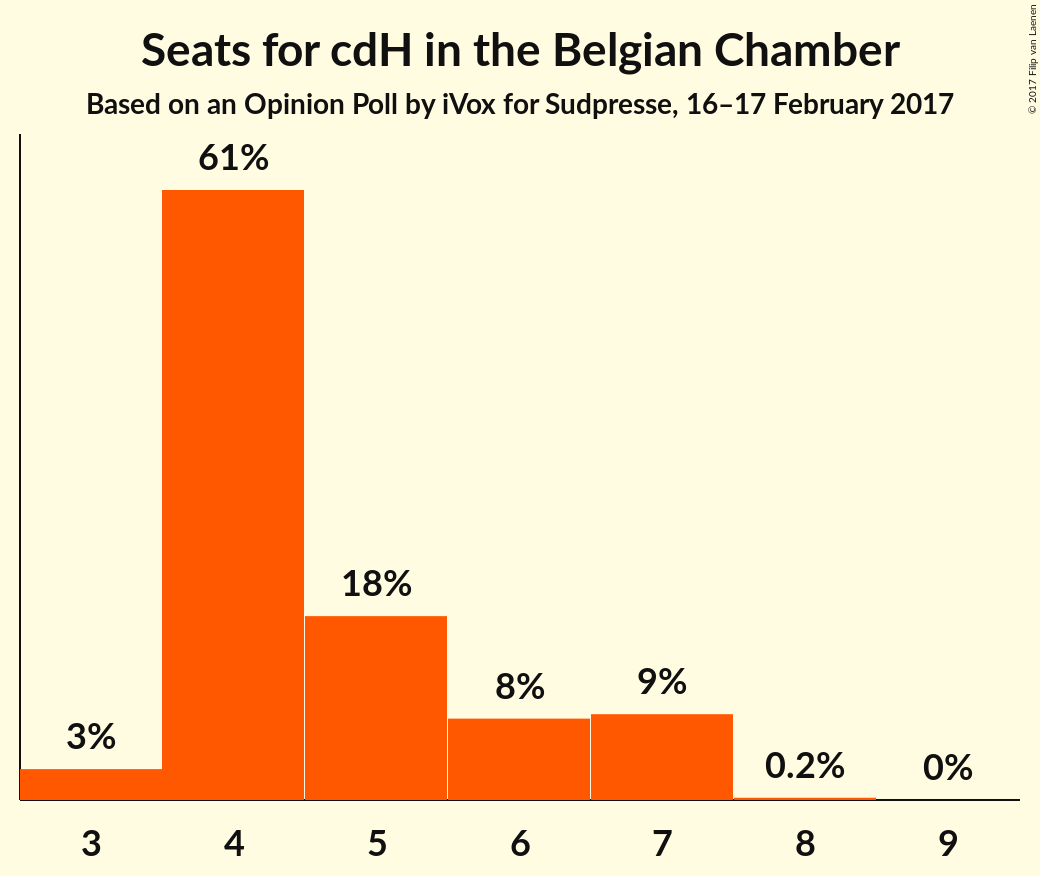 Seats for cdH in the Belgian Chamber
Based on an Opinion Poll by iVox for Sudpresse, 16–17 February 2017
© 2017 Filip van Laenen
61%
18%
9%
8%
3%
0.2%
0%
3 4 5 6 7 8 9